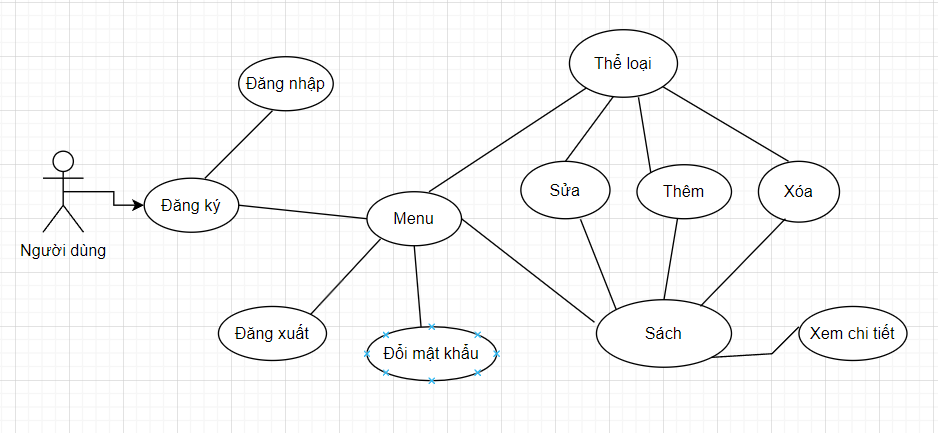 Thể loại
Đăng nhập
Sửa
Thêm
Xóa
Đăng ký
Menu
Người dùng
Đăng xuất
Đổi mật khẩu
Sách
Xem chi tiết